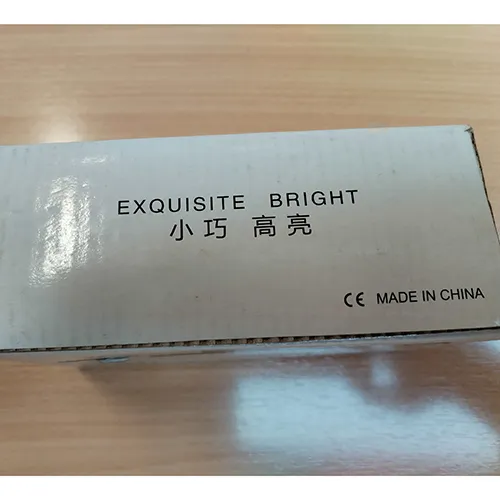 EXQUISITE BRIGHT
小巧 高亮
CE MADE IN CHINA